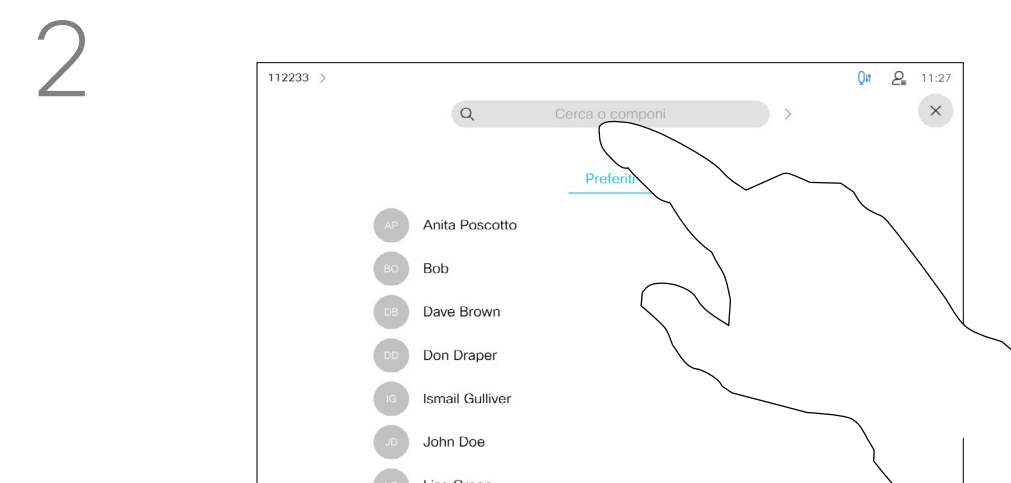 2
112233 >
11:27
Cerca o componi
Preferiti
AP Anita Poscotto
BO Bob
DB Dave Brown
DD Don Draper
IG Ismail Gulliver
JD John Doe